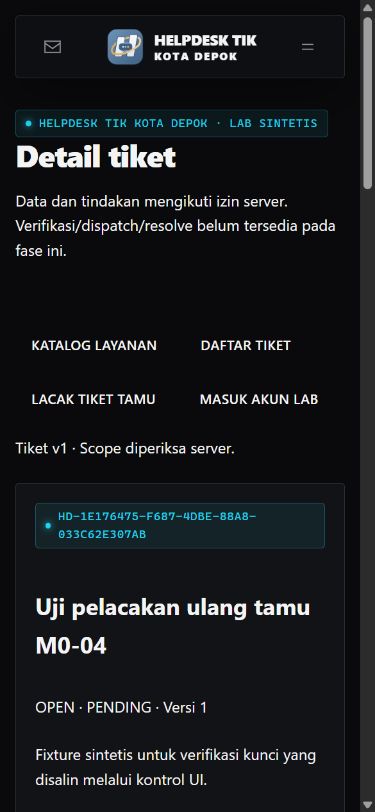 HELPDESK TIK
KOTA DEPOK
HELPDESK TIK KOTA DEPOK · LAB SINTETIS
Detail tiket
Data dan tindakan mengikuti izin server.
Verifikasi/dispatch/resolve belum tersedia pada
fase ini.
KATALOG LAYANAN DAFTAR TIKET
LACAK TIKET TAMU MASUK AKUN LAB
Tiket v1 · Scope diperiksa server.
HD-1E176475-F687-4DBE-88A8-
033C62E307AB
Uji pelacakan ulang tamu
M0-04
OPEN · PENDING · Versi 1
Fixture sintetis untuk verifikasi kunci yang
disalin melalui kontrol UI.